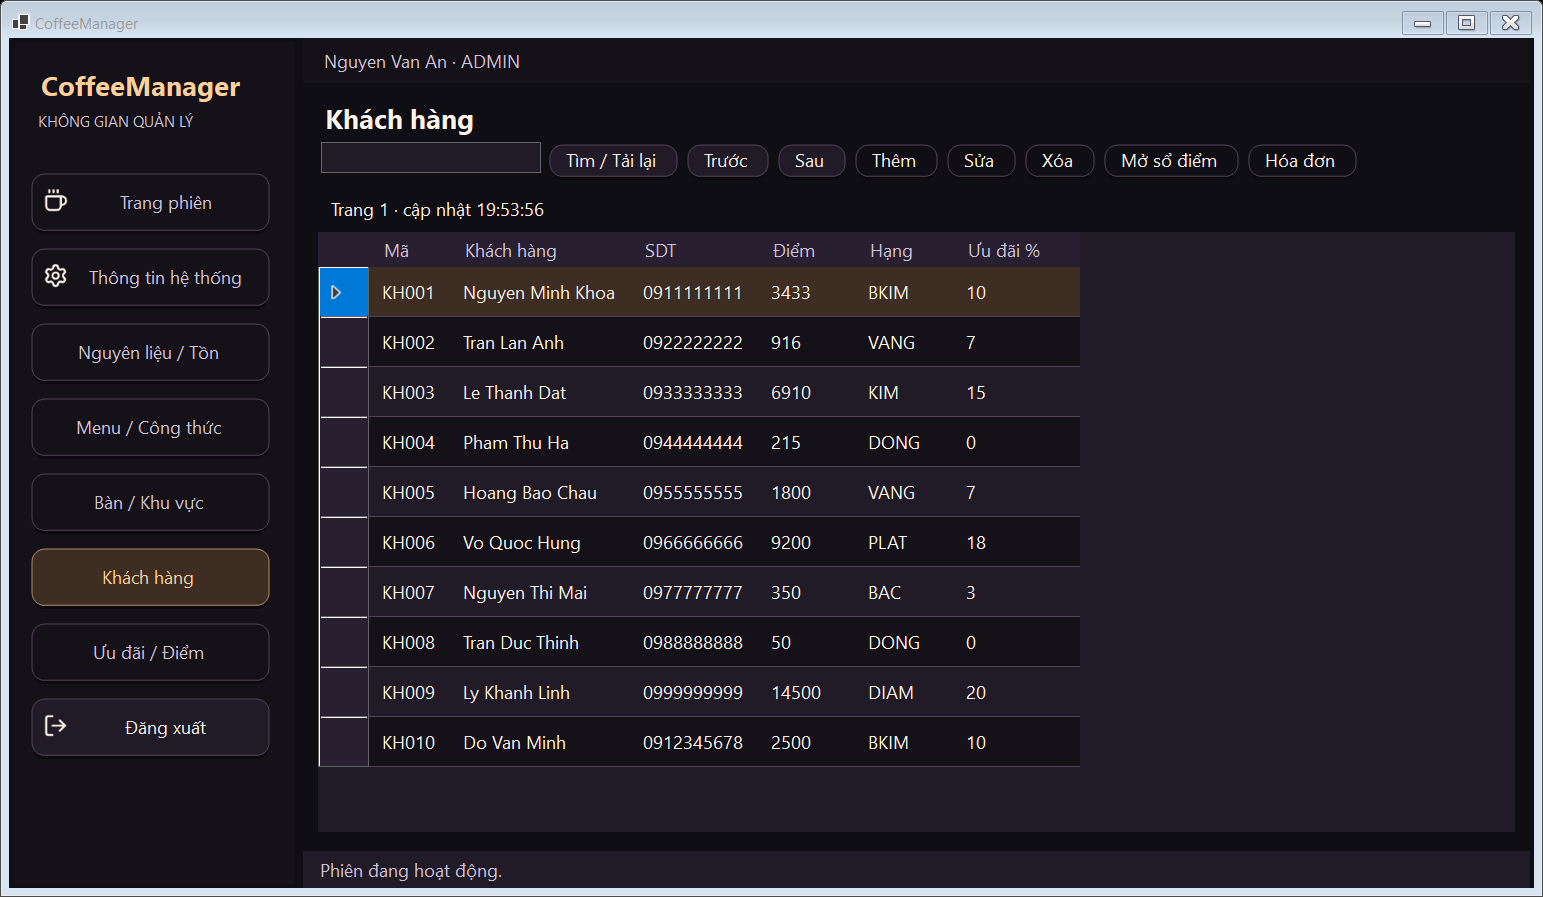 CoffeeManager
CoffeeManager
KHÔNG GIAN QUẢN LÝ
Trang phiên
Thông tin hệ thống
Nguyên liệu / Tồn
Menu / Công thức
Bàn / Khu vực
Khách hàng
Ưu đãi / Điểm
Đăng xuất
Nguyen Van An · ADMIN
Khách hàng
Tìm / Tải lại Trước Sau Thêm Sửa Xóa Mở sổ điểm Hóa đơn
Trang 1 · cập nhật 19:53:56
Mã Khách hàng SDT Điểm Hạng Ưu đãi %
KH001 Nguyen Minh Khoa 0911111111 3433 BKIM 10
KH002 Tran Lan Anh 0922222222 916 VANG 7
KH003 Le Thanh Dat 0933333333 6910 KIM 15
KH004 Pham Thu Ha 0944444444 215 DONG 0
KH005 Hoang Bao Chau 0955555555 1800 VANG 7
KH006 Vo Quoc Hung 0966666666 9200 PLAT 18
KH007 Nguyen Thi Mai 0977777777 350 BAC 3
KH008 Tran Duc Thinh 0988888888 50 DONG 0
KH009 Ly Khanh Linh 0999999999 14500 DIAM 20
KH010 Do Van Minh 0912345678 2500 BKIM 10
Phiên đang hoạt động.